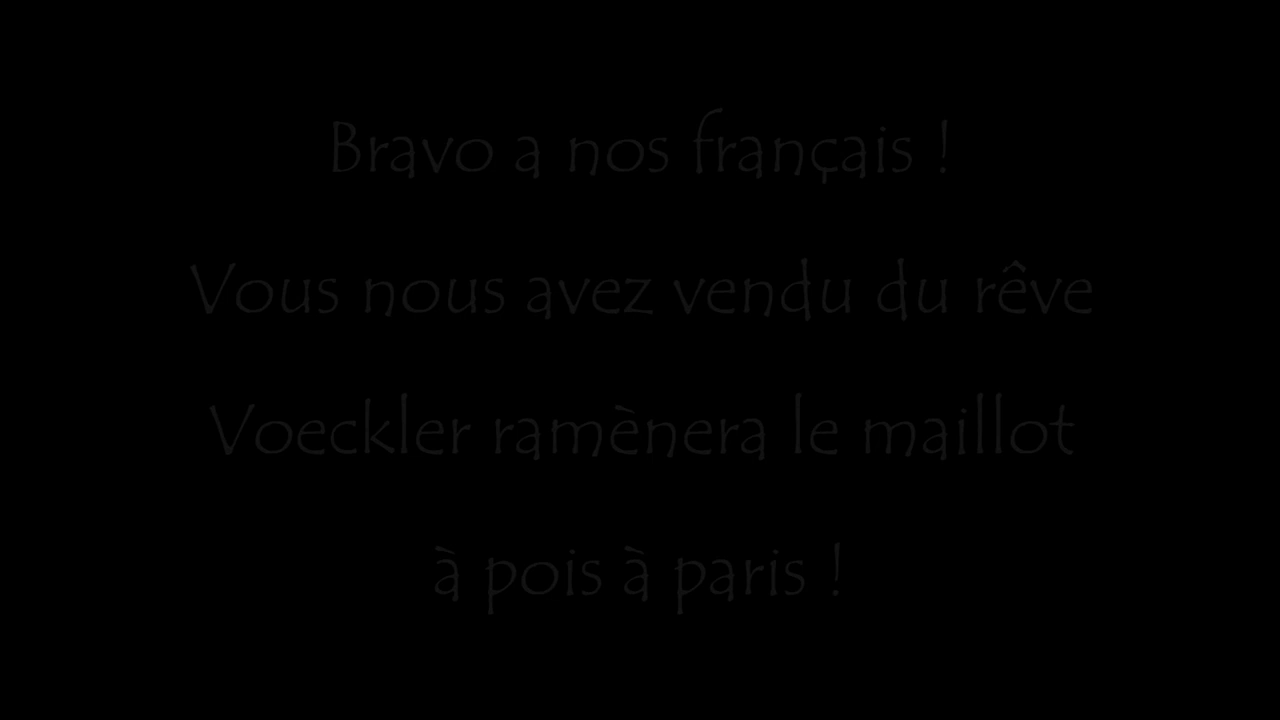 Bravo a nos français !
Vous nous avez vendu du rêve
Voeckler ramènera le maillot
à pois à paris !